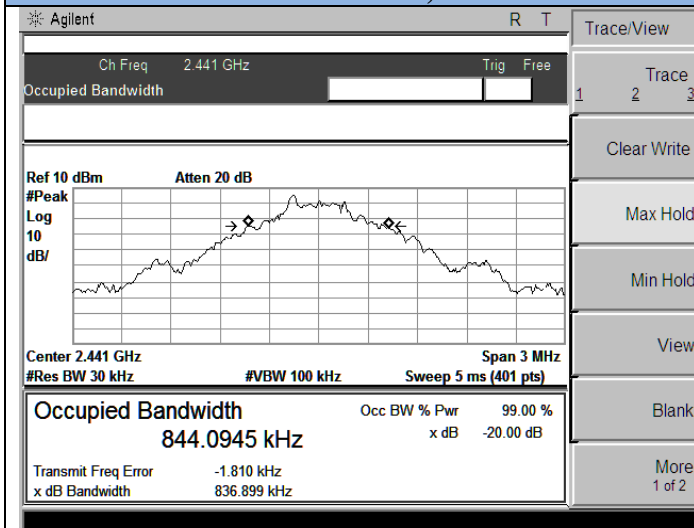 Agilent R T
Ch Freq 2.441 GHz Trig Free
Occupied Bandwidth
Ref 10 dBm Atten 20 dB
#Peak
Log
10
dB/
Center 2.441 GHz Span 3 MHz
#Res BW 30 kHz #VBW 100 kHz Sweep 5 ms (401 pts)
Occupied Bandwidth Occ BW % Pwr 99.00 %
844.0945 kHz x dB -20.00 dB
Transmit Freq Error -1.810 kHz
x dB Bandwidth 836.899 kHz
Trace/View
Trace
1 2 3
Clear Write
Max Hold
Min Hold
View
Blank
More
1 of 2